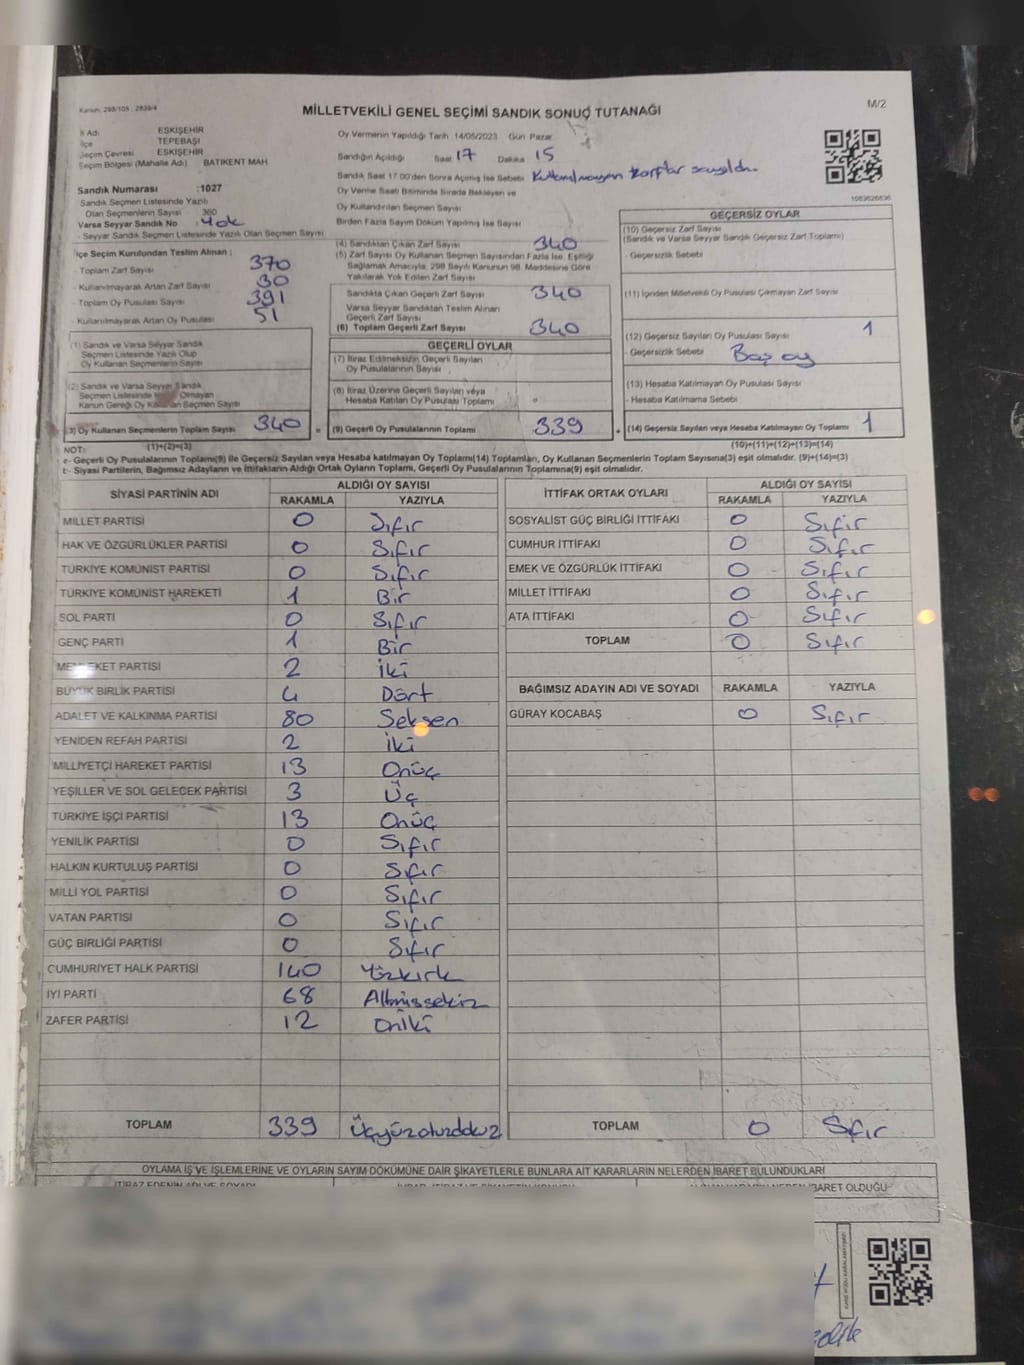 Kanun: 298/105 : 2839/4
MİLLETVEKİLİ GENEL SEÇİMİ SANDIK SONUÇ TUTANAĞI
M/2
İl Adı ESKİŞEHİR
İlçe TEPEBAŞI
Seçim Çevresi ESKİŞEHİR
Seçim Bölgesi (Mahalle Adı) BATIKENT MAH.
Sandık Numarası :1027
Sandık Seçmen Listesinde Yazılı
Olan Seçmenlerin Sayısı 360
Varsa Seyyar Sandık No : Yok
- Seyyar Sandık Seçmen Listesinde Yazılı Olan Seçmen Sayısı
Oy Vermenin Yapıldığı Tarih :14/05/2023 Gün Pazar
Sandığın Açıldığı Saat 17 Dakika 15
Sandık Saat 17.00'den Sonra Açılmış İse Sebebi Kullanılmayan zarflar sayıldı.
Oy Verme Saati Bitiminde Sırada Bekleyen ve
Oy Kullandırılan Seçmen Sayısı
Birden Fazla Sayım Döküm Yapılmış İse Sayısı
1083626836
İlçe Seçim Kurulundan Teslim Alınan :
- Toplam Zarf Sayısı : 370
- Kullanılmayarak Artan Zarf Sayısı : 30
- Toplam Oy Pusulası Sayısı : 391
- Kullanılmayarak Artan Oy Pusulası : 51
(1) Sandık ve Varsa Seyyar Sandık
Seçmen Listesinde Yazılı Olup
Oy Kullanan Seçmenlerin Sayısı
(2) Sandık ve Varsa Seyyar Sandık
Seçmen Listesinde Yazılı Olmayan
Kanun Gereği Oy Kullanan Seçmen Sayısı
(3) Oy Kullanan Seçmenlerin Toplam Sayısı 340
(1)+(2)=(3)
(4) Sandıktan Çıkan Zarf Sayısı 340
(5) Zarf Sayısı Oy Kullanan Seçmen Sayısından Fazla İse, Eşitliği
Sağlamak Amacıyla, 298 Sayılı Kanunun 98. Maddesine Göre
Yakılarak Yok Edilen Zarf Sayısı
Sandıkta Çıkan Geçerli Zarf Sayısı 340
Varsa Seyyar Sandıktan Teslim Alınan
Geçerli Zarf Sayısı
(6) Toplam Geçerli Zarf Sayısı 340
GEÇERLİ OYLAR
(7) İtiraz Edilmeksizin Geçerli Sayılan
Oy Pusulalarının Sayısı
(8) İtiraz Üzerine Geçerli Sayılan veya
Hesaba Katılan Oy Pusulası Toplamı
= (9) Geçerli Oy Pusulalarının Toplamı 339
GEÇERSİZ OYLAR
(10) Geçersiz Zarf Sayısı
(Sandık ve Varsa Seyyar Sandık Geçersiz Zarf Toplamı)
- Geçersizlik Sebebi
(11) İçinden Milletvekili Oy Pusulası Çıkmayan Zarf Sayısı
(12) Geçersiz Sayılan Oy Pusulası Sayısı 1
- Geçersizlik Sebebi Boş oy
(13) Hesaba Katılmayan Oy Pusulası Sayısı
- Hesaba Katılmama Sebebi
+ (14) Geçersiz Sayılan veya Hesaba Katılmayan Oy Toplamı 1
(10)+(11)+(12)+(13)=(14)
NOT:
a- Geçerli Oy Pusulalarının Toplamı(9) ile Geçersiz Sayılan veya Hesaba Katılmayan Oy Toplamı(14) Toplamları, Oy Kullanan Seçmenlerin Toplam Sayısına(3) eşit olmalıdır. (9)+(14)=(3)
b- Siyasi Partilerin, Bağımsız Adayların ve İttifakların Aldığı Ortak Oyların Toplamı, Geçerli Oy Pusulalarının Toplamına(9) eşit olmalıdır.
SİYASİ PARTİNİN ADI ALDIĞI OY SAYISI
RAKAMLA YAZIYLA
MİLLET PARTİSİ 0 Sıfır
HAK VE ÖZGÜRLÜKLER PARTİSİ 0 Sıfır
TÜRKİYE KOMÜNİST PARTİSİ 0 Sıfır
TÜRKİYE KOMÜNİST HAREKETİ 1 Bir
SOL PARTİ 0 Sıfır
GENÇ PARTİ 1 Bir
MEMLEKET PARTİSİ 2 İki
BÜYÜK BİRLİK PARTİSİ 4 Dört
ADALET VE KALKINMA PARTİSİ 80 Seksen
YENİDEN REFAH PARTİSİ 2 İki
MİLLİYETÇİ HAREKET PARTİSİ 13 Onüç
YEŞİLLER VE SOL GELECEK PARTİSİ 3 Üç
TÜRKİYE İŞÇİ PARTİSİ 13 Onüç
YENİLİK PARTİSİ 0 Sıfır
HALKIN KURTULUŞ PARTİSİ 0 Sıfır
MİLLİ YOL PARTİSİ 0 Sıfır
VATAN PARTİSİ 0 Sıfır
GÜÇ BİRLİĞİ PARTİSİ 0 Sıfır
CUMHURİYET HALK PARTİSİ 140 Yüzkırk
İYİ PARTİ 68 Altmışsekiz
ZAFER PARTİSİ 12 Oniki
TOPLAM 339 Üçyüzotuzdokuz
İTTİFAK ORTAK OYLARI ALDIĞI OY SAYISI
RAKAMLA YAZIYLA
SOSYALİST GÜÇ BİRLİĞİ İTTİFAKI 0 Sıfır
CUMHUR İTTİFAKI 0 Sıfır
EMEK VE ÖZGÜRLÜK İTTİFAKI 0 Sıfır
MİLLET İTTİFAKI 0 Sıfır
ATA İTTİFAKI 0 Sıfır
TOPLAM 0 Sıfır
BAĞIMSIZ ADAYIN ADI VE SOYADI RAKAMLA YAZIYLA
GÜRAY KOCABAŞ 0 Sıfır
TOPLAM 0 Sıfır
OYLAMA İŞ VE İŞLEMLERİNE VE OYLARIN SAYIM DÖKÜMÜNE DAİR ŞİKAYETLERLE BUNLARA AİT KARARLARIN NELERDEN İBARET BULUNDUKLARI
İTİRAZ EDENİN ADI VE SOYADI
İBARET OLDUĞU